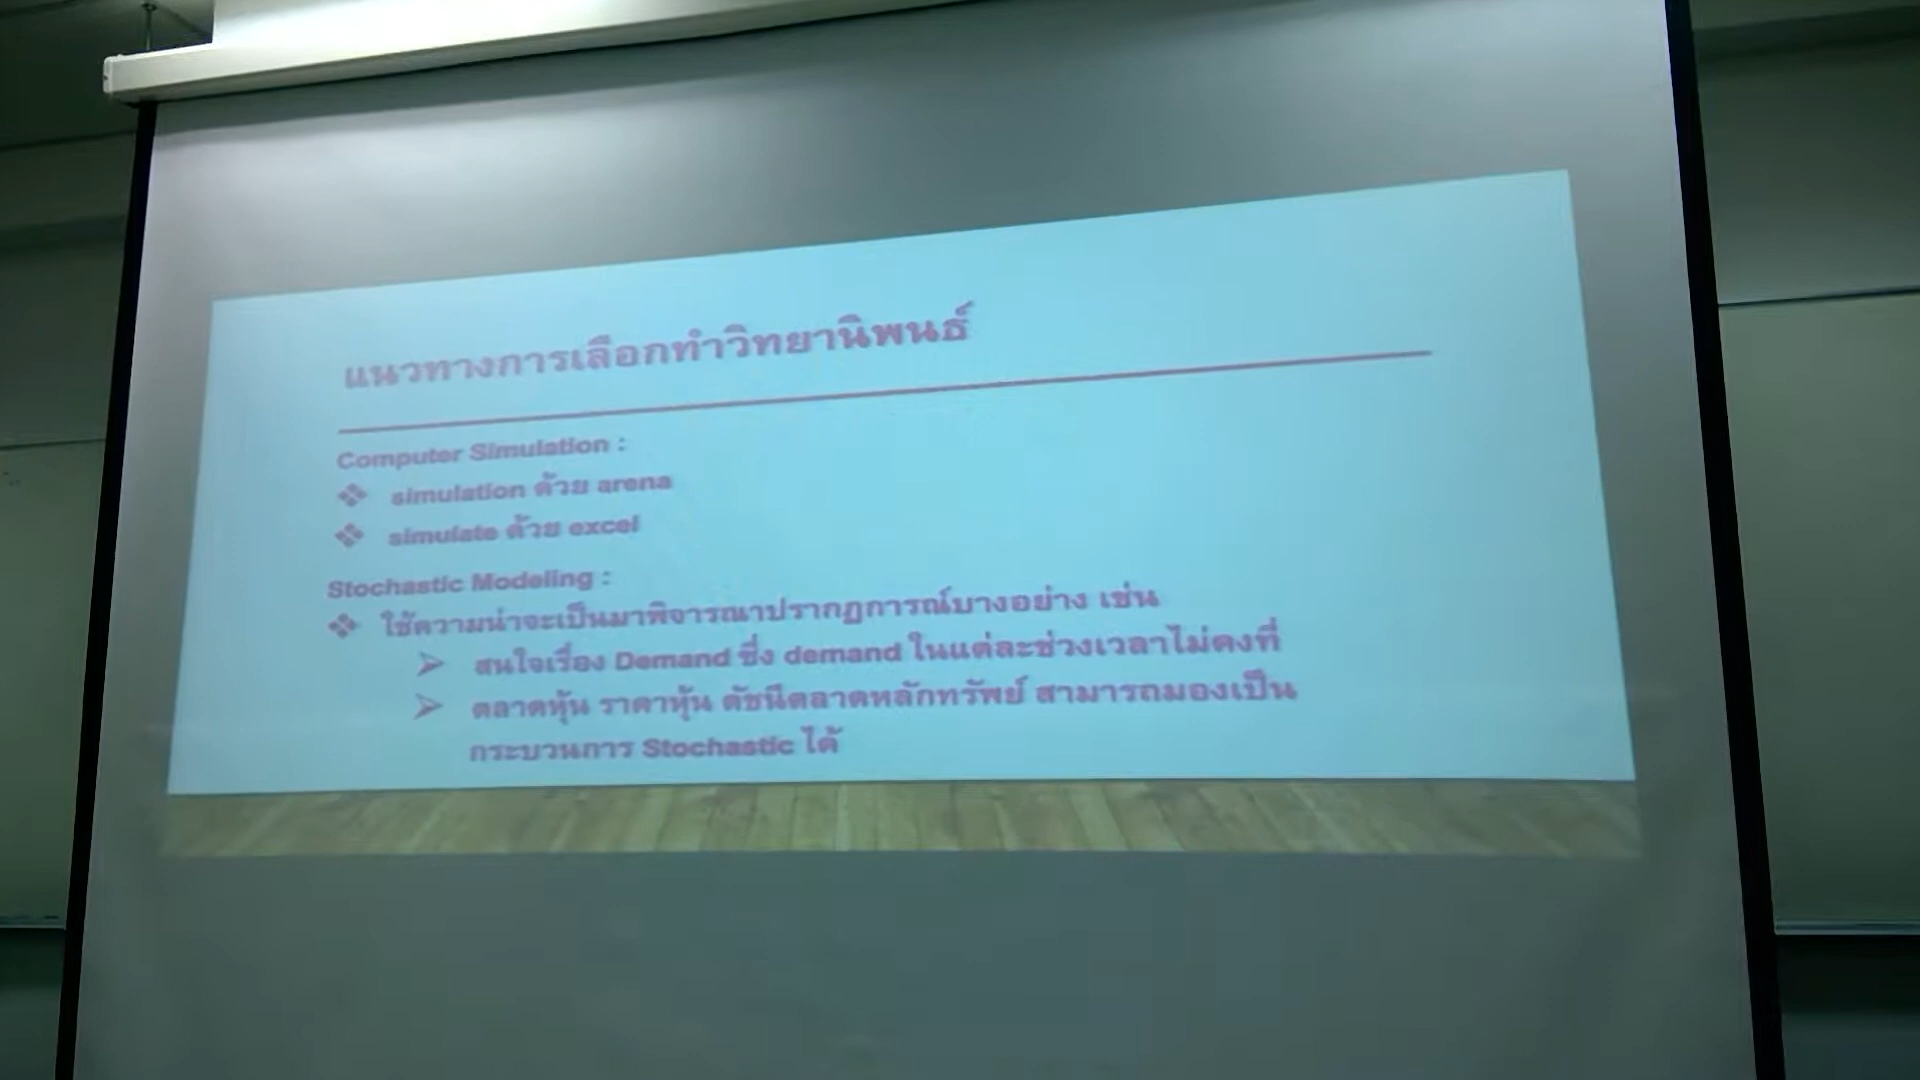 แนวทางการเลือกทำวิทยานิพนธ์
Computer Simulation :
❖ simulation ด้วย arena
❖ simulate ด้วย excel
Stochastic Modeling :
❖ ใช้ความน่าจะเป็นมาพิจารณาปรากฏการณ์บางอย่าง เช่น
➢ สนใจเรื่อง Demand ซึ่ง demand ในแต่ละช่วงเวลาไม่คงที่
➢ ตลาดหุ้น ราคาหุ้น ดัชนีตลาดหลักทรัพย์ สามารถมองเป็น
กระบวนการ Stochastic ได้